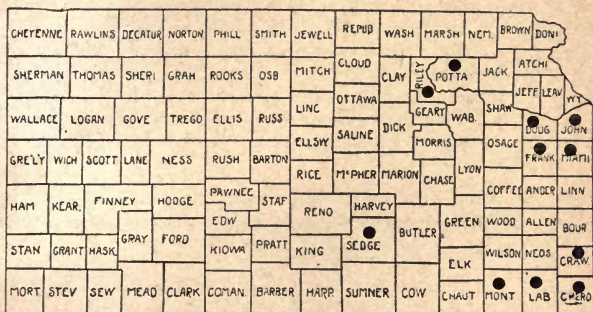 CHEYENNE RAWLINS DECATUR NORTON PHILL SMITH JEWELL REPUB WASH MARSH NEM. BROWN DONI
SHERMAN THOMAS SHERI GRAH ROOKS OSB MITCH CLOUD CLAY RILEY POTTA JACK. ATCHI
JEFF LEAV WY
WALLACE LOGAN GOVE TREGO ELLIS RUSS LINC OTTAWA DICK GEARY WAB. SHAW DOUG JOHN
ELLSW SALINE MORRIS OSAGE FRANK MIAMI
GRE'LY WICH SCOTT LANE NESS RUSH BARTON RICE McPHER MARION CHASE LYON COFFEE ANDER LINN
HAM KEAR. FINNEY HODGE PAWNEE STAF RENO HARVEY BUTLER GREEN WOOD ALLEN BOUR
EDW
STAN GRANT HASK. GRAY FORD KIOWA PRATT KING SEDGE ELK WILSON NEOS CRAW.
MORT STEV SEW MEAD CLARK COMAN. BARBER HARP. SUMNER COW CHAUT MONT LAB CHERO